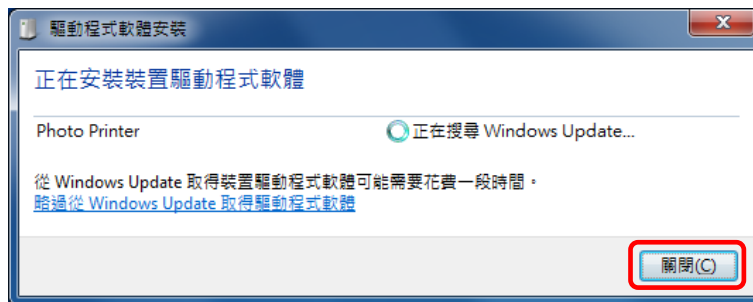 驅動程式軟體安裝
正在安裝裝置驅動程式軟體
Photo Printer 正在搜尋 Windows Update...
從 Windows Update 取得裝置驅動程式軟體可能需要花費一段時間。
略過從 Windows Update 取得驅動程式軟體
關閉(C)